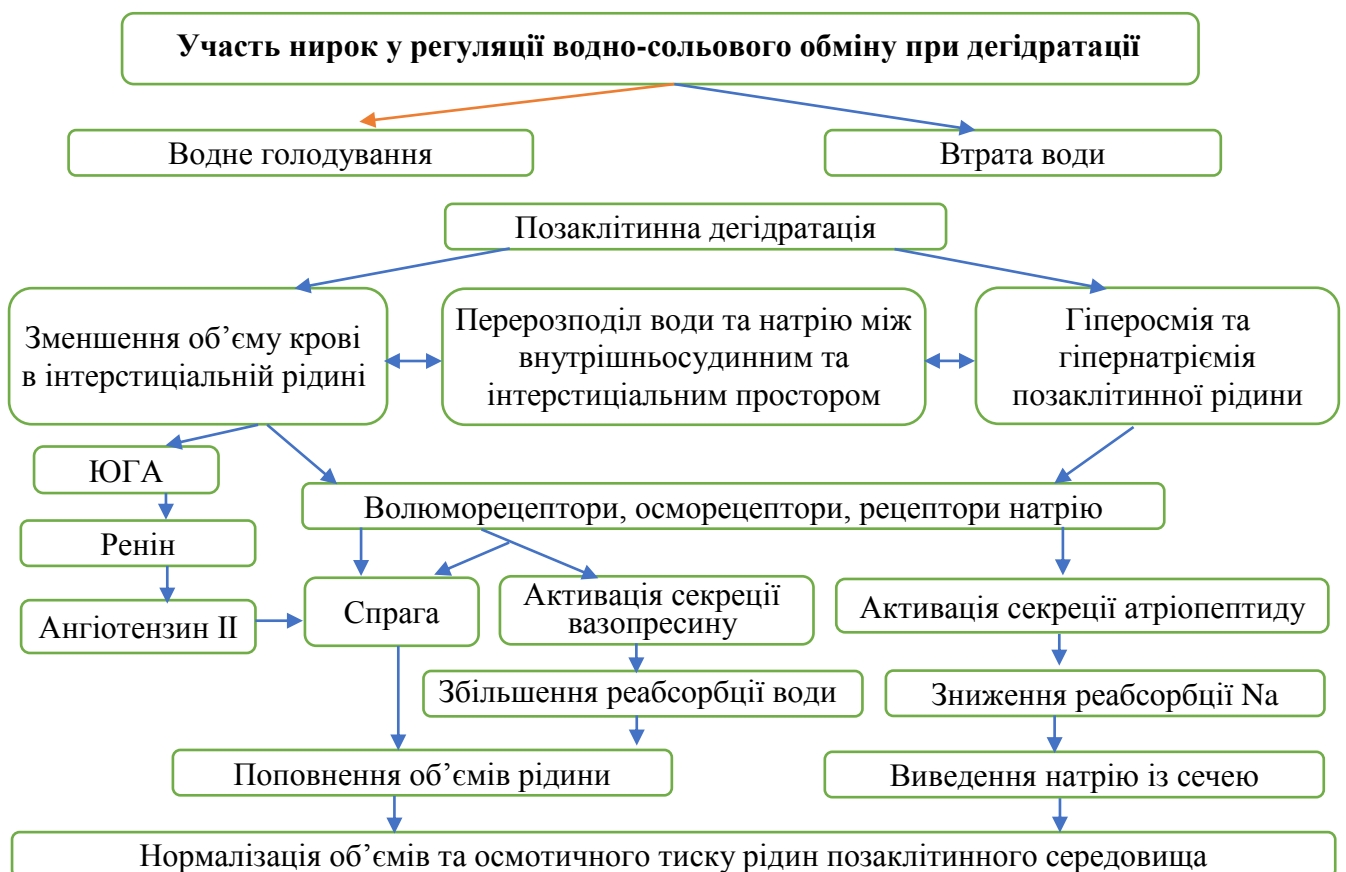 Участь нирок у регуляції водно-сольового обміну при дегідратації
Водне голодування
Втрата води
Позаклітинна дегідратація
Зменшення об’єму крові
в інтерстиціальній рідині
Перерозподіл води та натрію між
внутрішньосудинним та
інтерстиціальним простором
Гіперосмія та
гіпернатріємія
позаклітинної рідини
ЮГА
Волюморецептори, осморецептори, рецептори натрію
Ренін
Ангіотензин II
Спрага
Активація секреції
вазопресину
Активація секреції атріопептиду
Збільшення реабсорбції води
Зниження реабсорбції Na
Поповнення об’ємів рідини
Виведення натрію із сечею
Нормалізація об’ємів та осмотичного тиску рідин позаклітинного середовища